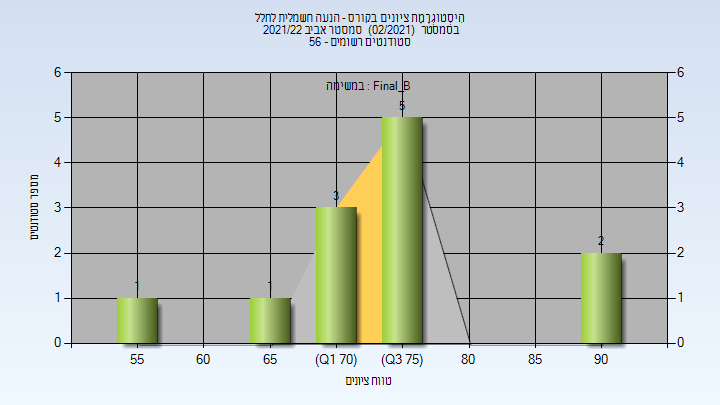 היסטוגרמת ציונים בקורס - הנעה חשמלית לחלל
בסמסטר (02/2021) סמסטר אביב 2021/22
סטודנטים רשומים - 56
במשימה : Final_B
6 6
5 5 5
4 4
3 3 3
2 2 2
1 1 1 1
0 0
55 60 65 (Q1 70) (Q3 75) 80 85 90
מספר סטודנטים
טווח ציונים